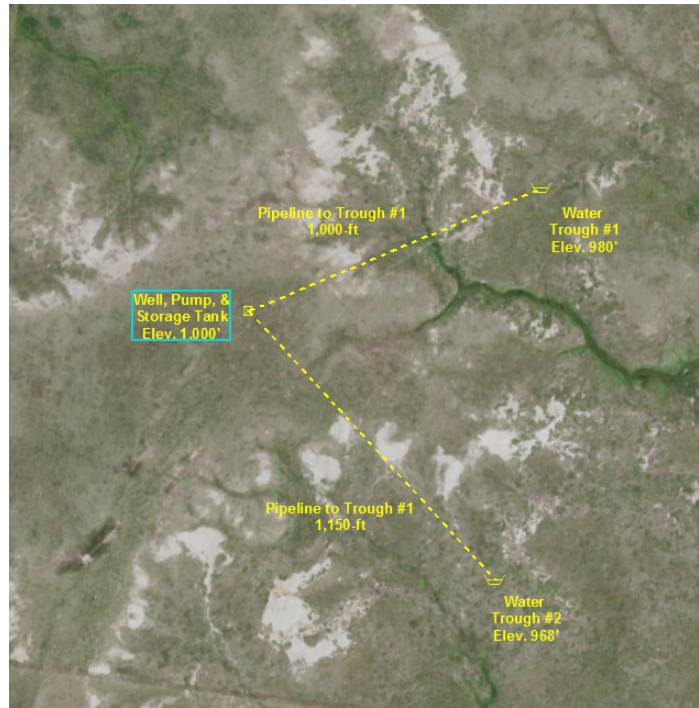 Pipeline to Trough #1
1,000-ft
Water
Trough #1
Elev. 980'
Well, Pump, &
Storage Tank
Elev. 1.000'
Pipeline to Trough #1
1,150-ft
Water
Trough #2
Elev. 968'